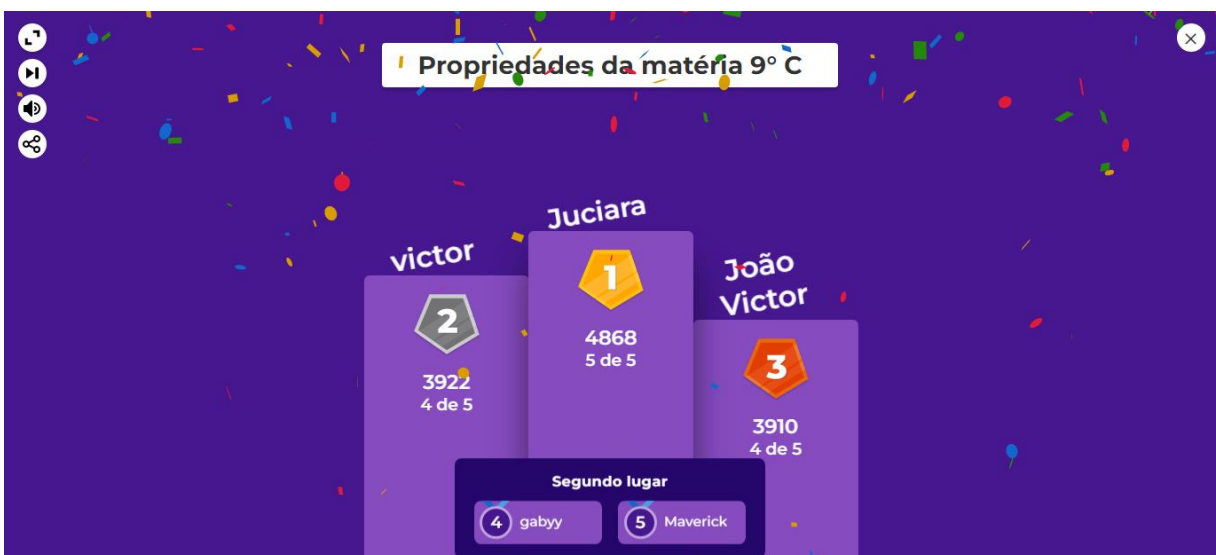 Propriedades da matéria 9° C
Juciara
1
4868
5 de 5
victor
2
3922
4 de 5
João
Victor
3
3910
4 de 5
Segundo lugar
4 gabyy
5 Maverick